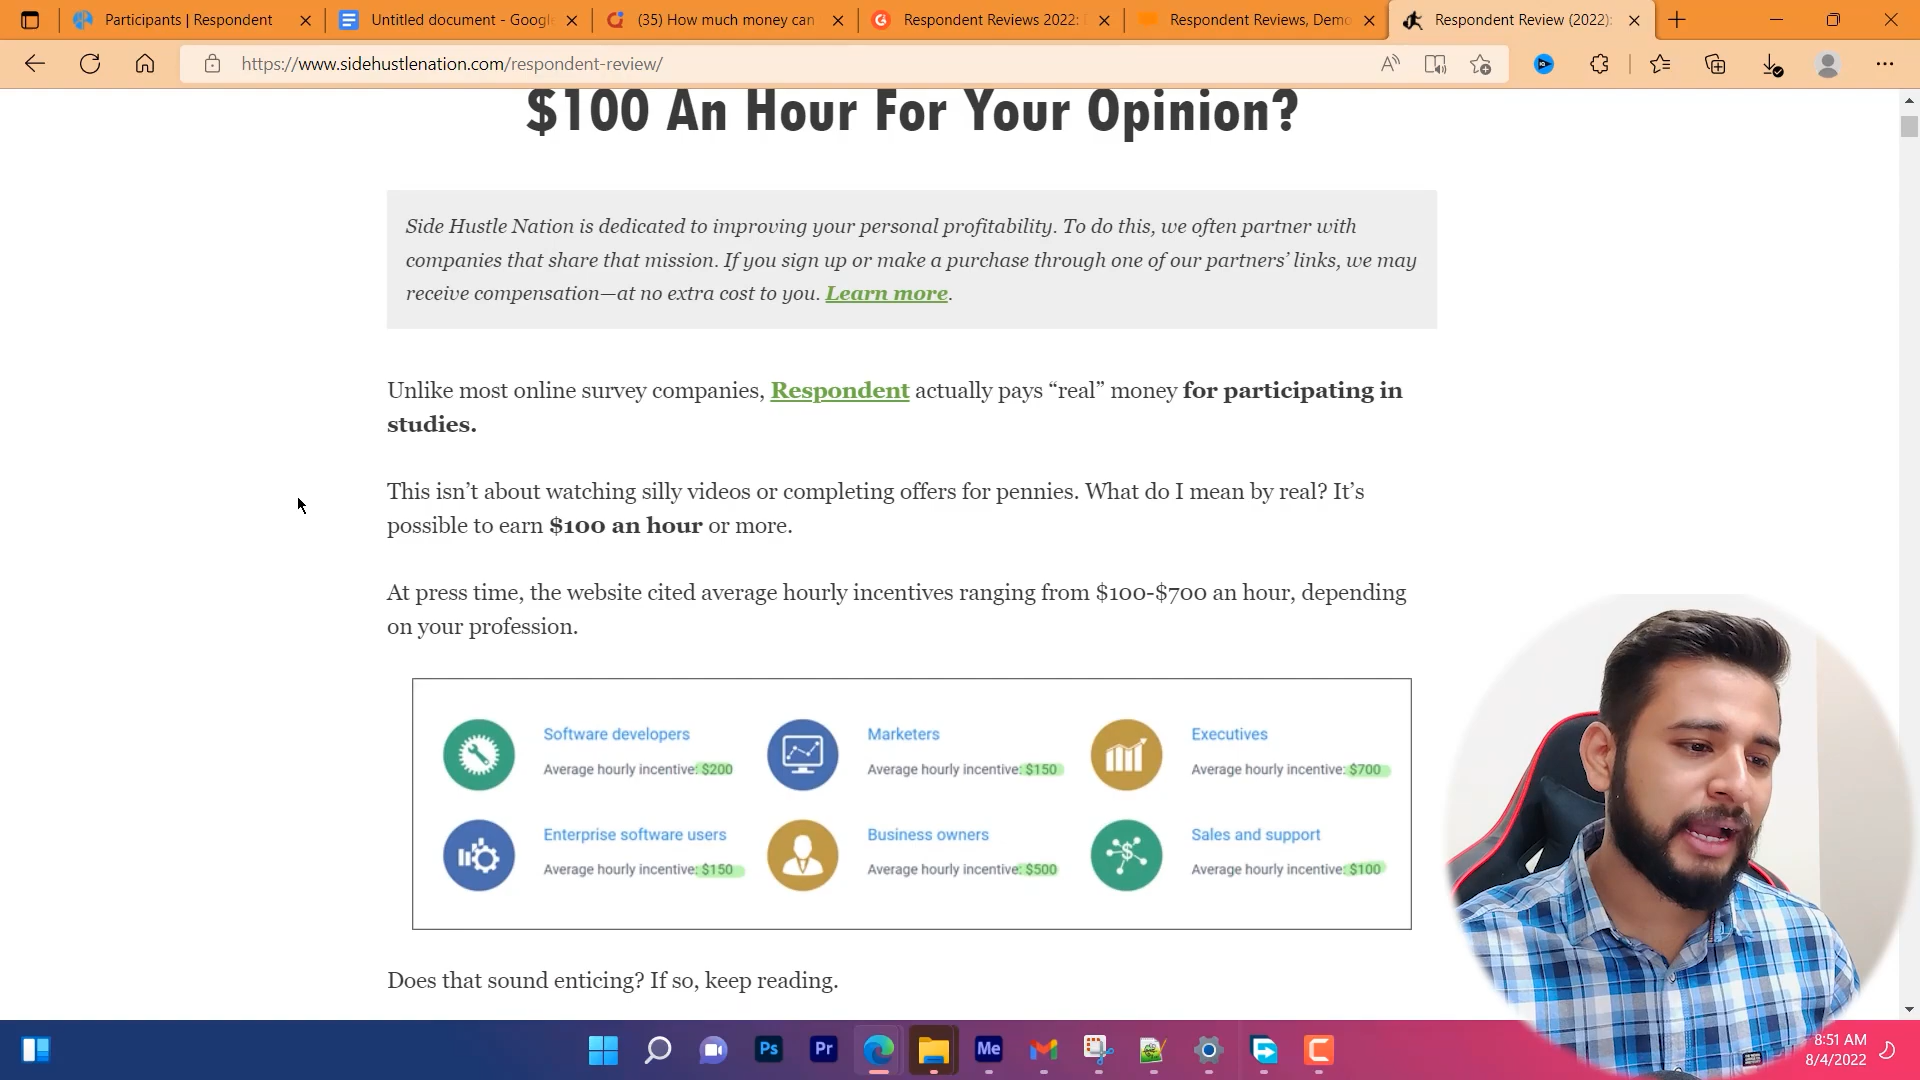 Participants | Respondent
Untitled document - Google
(35) How much money can
Respondent Reviews 2022:
Respondent Reviews, Demo
Respondent Review (2022):
https://www.sidehustlenation.com/respondent-review/
$100 An Hour For Your Opinion?
Side Hustle Nation is dedicated to improving your personal profitability. To do this, we often partner with
companies that share that mission. If you sign up or make a purchase through one of our partners’ links, we may
receive compensation—at no extra cost to you. Learn more.
Unlike most online survey companies, Respondent actually pays “real” money for participating in
studies.
This isn’t about watching silly videos or completing offers for pennies. What do I mean by real? It’s
possible to earn $100 an hour or more.
At press time, the website cited average hourly incentives ranging from $100-$700 an hour, depending
on your profession.
Software developers
Average hourly incentive: $200
Marketers
Average hourly incentive: $150
Executives
Average hourly incentive: $700
Enterprise software users
Average hourly incentive: $150
Business owners
Average hourly incentive: $500
Sales and support
Average hourly incentive: $100
Does that sound enticing? If so, keep reading.
Ps
Pr
Me
8:51 AM
8/4/2022